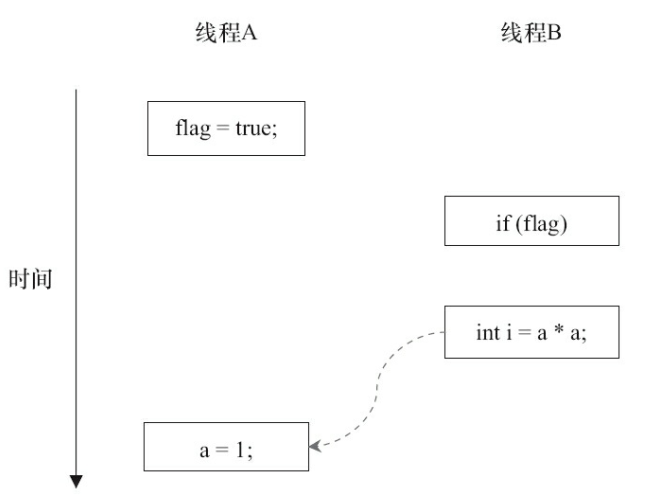 线程A
线程B
flag = true;
if (flag)
时间
int i = a * a;
a = 1;